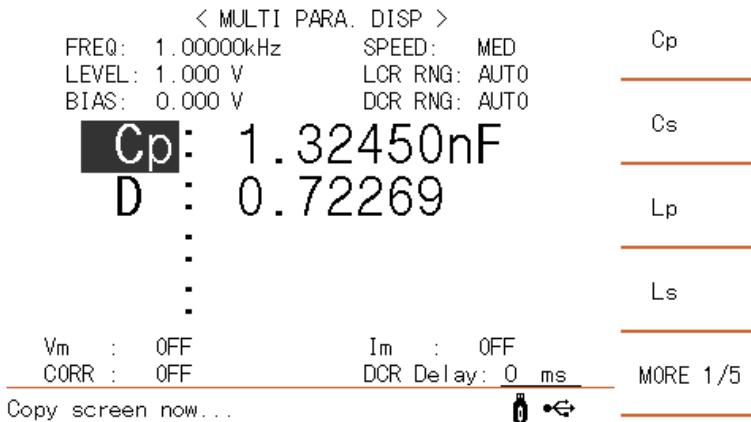 < MULTI PARA. DISP >
FREQ: 1.00000kHz SPEED: MED
LEVEL: 1.000 V LCR RNG: AUTO
BIAS: 0.000 V DCR RNG: AUTO
Cp: 1.32450nF
D : 0.72269
:
:
Vm : OFF Im : OFF
CORR : OFF DCR Delay: 0 ms
Copy screen now...
Cp
Cs
Lp
Ls
MORE 1/5